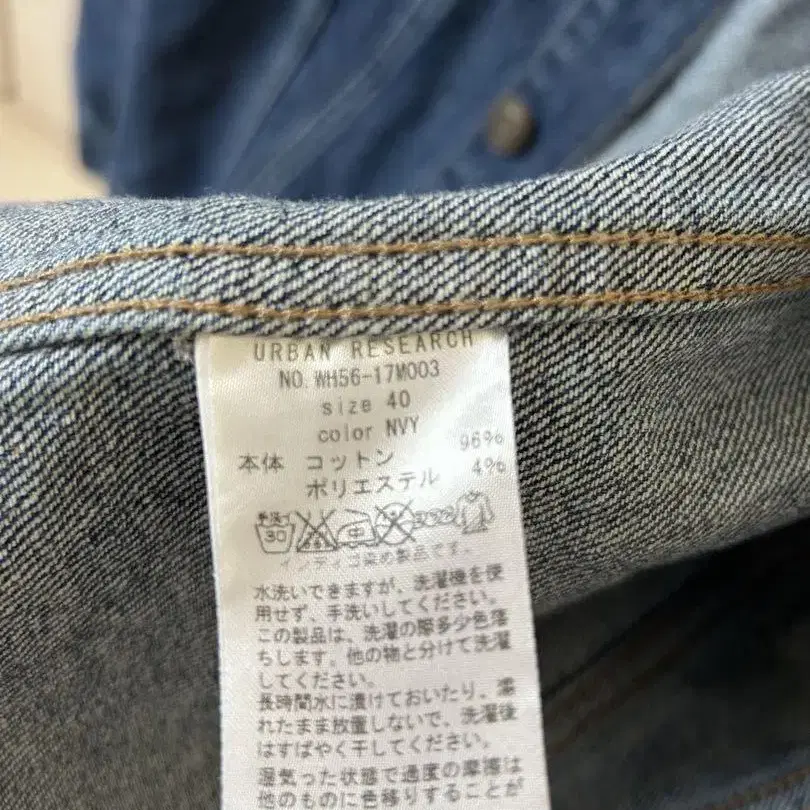 URBAN RESEARCH
NO. WH56-17M003
size 40
color NVY
本体 コットン 96%
ポリエステル 4%
手洗イ
30
中
インディゴ染め製品です。
水洗いできますが、洗濯機を使
用せず、手洗いしてください。
この製品は、洗濯の際多少色落
ちします。他の物と分けて洗濯
してください。
長時間水に漬けておいたり、濡
れたまま放置しないで、洗濯後
はすばやく干してください。
湿気った状態で過度の摩擦は
他のものに色移りすることが